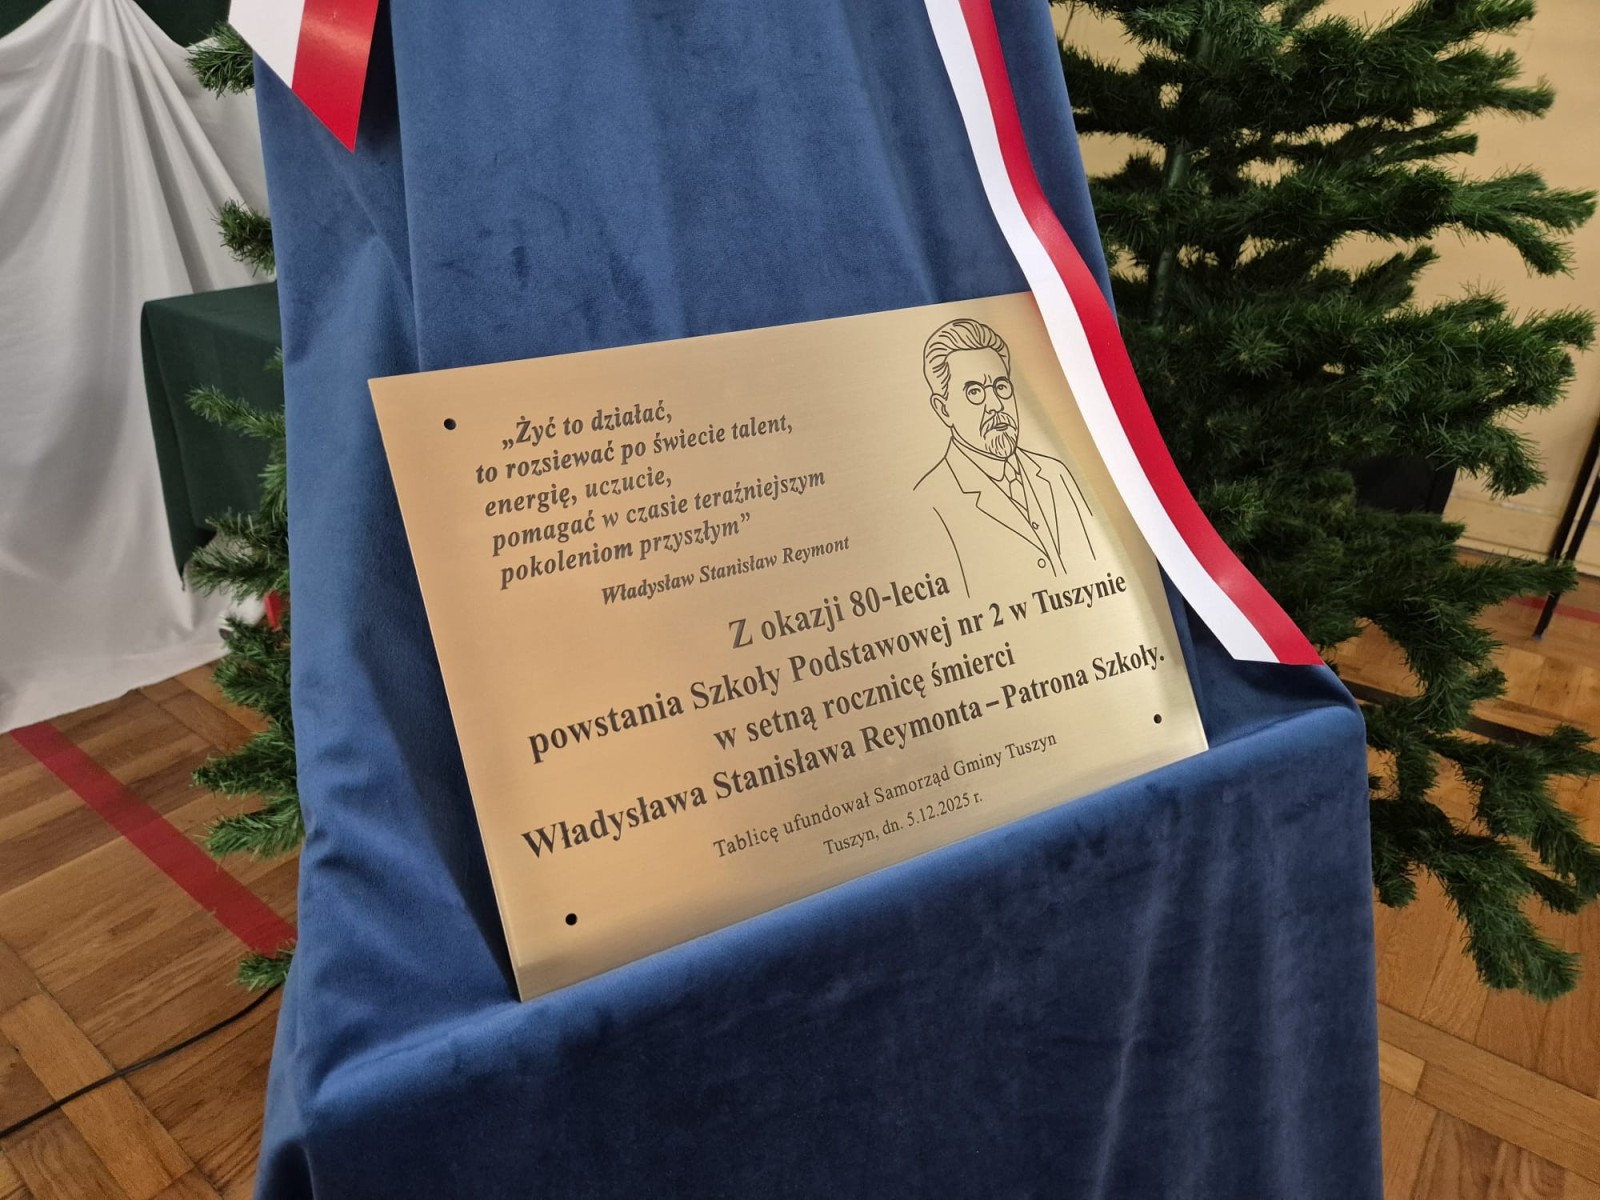 „Żyć to działać,
to rozsiewać po świecie talent,
energię, uczucie,
pomagać w czasie teraźniejszym
pokoleniom przyszłym”
Władysław Stanisław Reymont
Z okazji 80-lecia
powstania Szkoły Podstawowej nr 2 w Tuszynie
w setną rocznicę śmierci
Władysława Stanisława Reymonta – Patrona Szkoły.
Tablicę ufundował Samorząd Gminy Tuszyn
Tuszyn, dn. 5.12.2025 r.